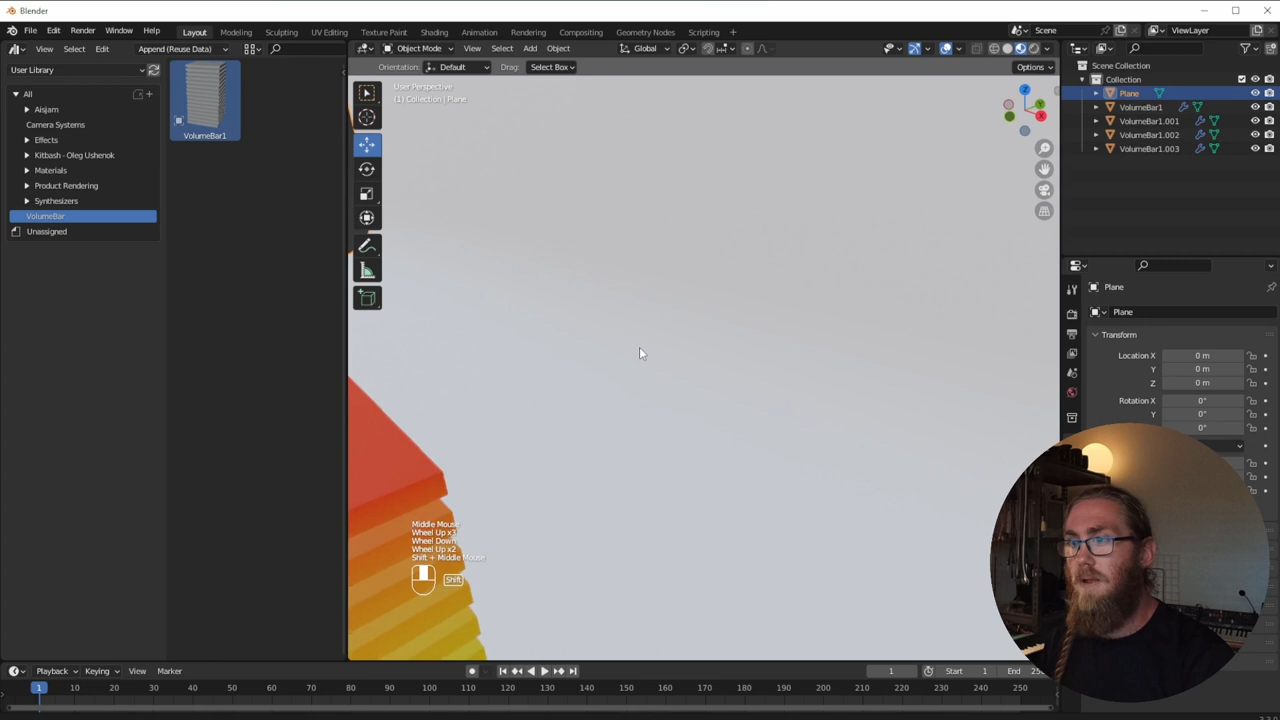 Blender
File Edit Render Window Help Layout Modeling Sculpting UV Editing Texture Paint Shading Animation Rendering Compositing Geometry Nodes Scripting + Scene ViewLayer
View Select Edit Append (Reuse Data) Object Mode View Select Add Object Global
User Library Orientation: Default Drag: Select Box Options
All
Aisjam
Camera Systems
Effects
Kitbash - Oleg Ushenok
Materials
Product Rendering
Synthesizers
VolumeBar
Unassigned
VolumeBar1
User Perspective
(1) Collection | Plane
Z
Y
X
Scene Collection
Collection
Plane
VolumeBar1
VolumeBar1.001
VolumeBar1.002
VolumeBar1.003
Plane
Plane
Transform
Location X 0 m
Y 0 m
Z 0 m
Rotation X 0°
Y 0°
0°
Middle Mouse
Wheel Up x3
Wheel Down
Wheel Up x2
Shift + Middle Mouse
Shift
Playback Keying View Marker 1 Start 1 End
1 10 20 30 40 50 60 70 80 90 100 110 120 130 140 150 160 170 180 190 200 210 220 230 240 250